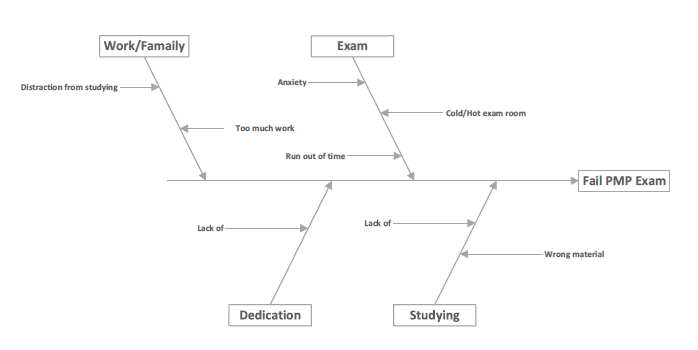 Work/Famaily
Exam
Distraction from studying
Anxiety
Cold/Hot exam room
Too much work
Run out of time
Fail PMP Exam
Lack of
Lack of
Wrong material
Dedication
Studying